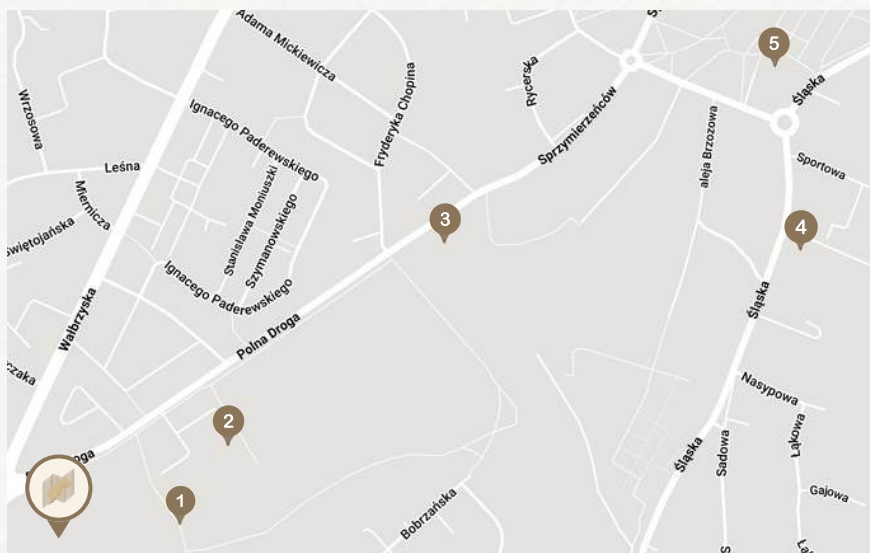 Adama Mickiewicza
Wrzosowa
Ignacego Paderewskiego
Fryderyka Chopina
Rycerska
Sprzymierzeńców
5
Śląska
aleja Brzozowa
Sportowa
Leśna
Miernicza
Stanisława Moniuszki
Szymanowskiego
3
4
Ignacego Paderewskiego
Wałbrzyska
Polna Droga
Śląska
Nasypowa
2
Łąkowa
Sadowa
Śląska
1
Bobrzańska
Gajowa